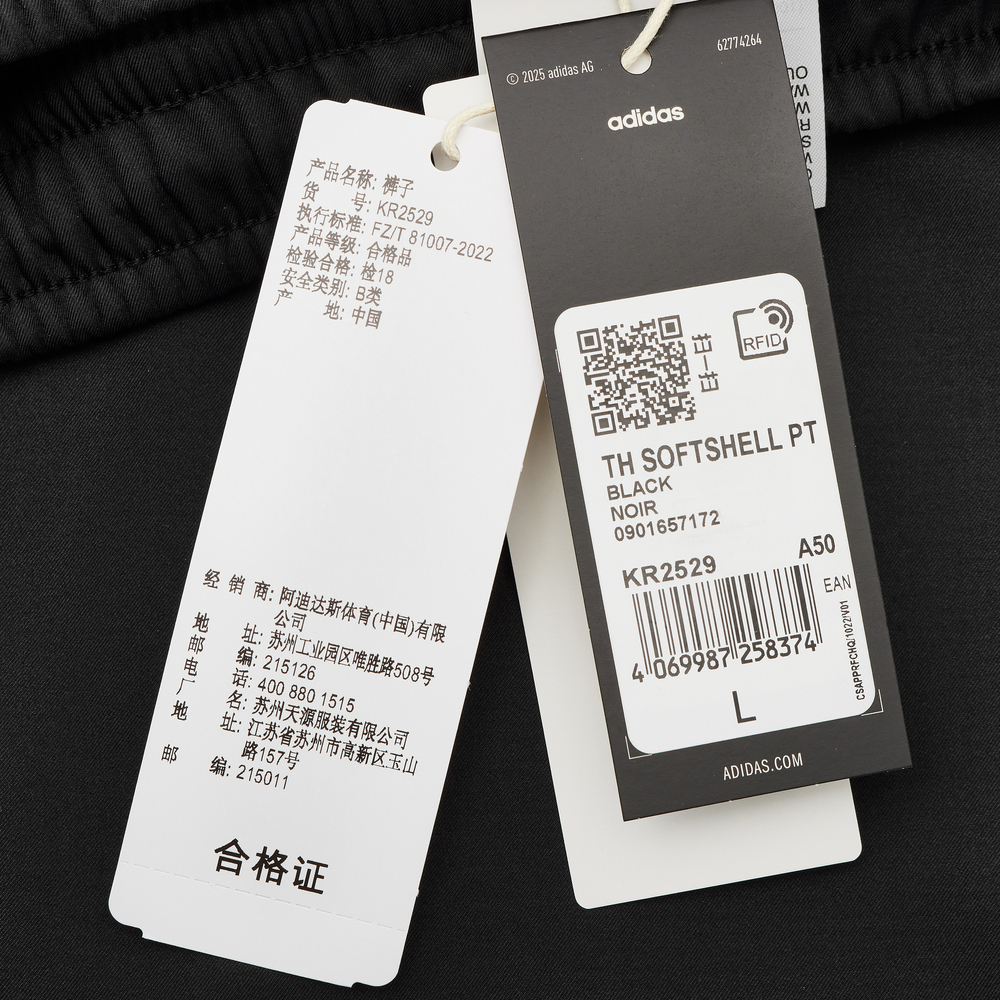 产品名称: 裤子
货 号: KR2529
执行标准: FZ/T 81007-2022
产品等级: 合格品
检验合格: 检18
安全类别: B类
产 地: 中国
经 销 商: 阿迪达斯体育(中国)有限
公司
地 址: 苏州工业园区唯胜路508号
邮 编: 215126
电 话: 400 880 1515
厂 名: 苏州天源服装有限公司
地 址: 江苏省苏州市高新区玉山
路157号
邮 编: 215011
合格证
© 2025 adidas AG
62774264
adidas
RFID
TH SOFTSHELL PT
BLACK
NOIR
0901657172
KR2529
A50
EAN
4 069987 258374
CSAPPRFCHQ/1022/V01
L
ADIDAS.COM